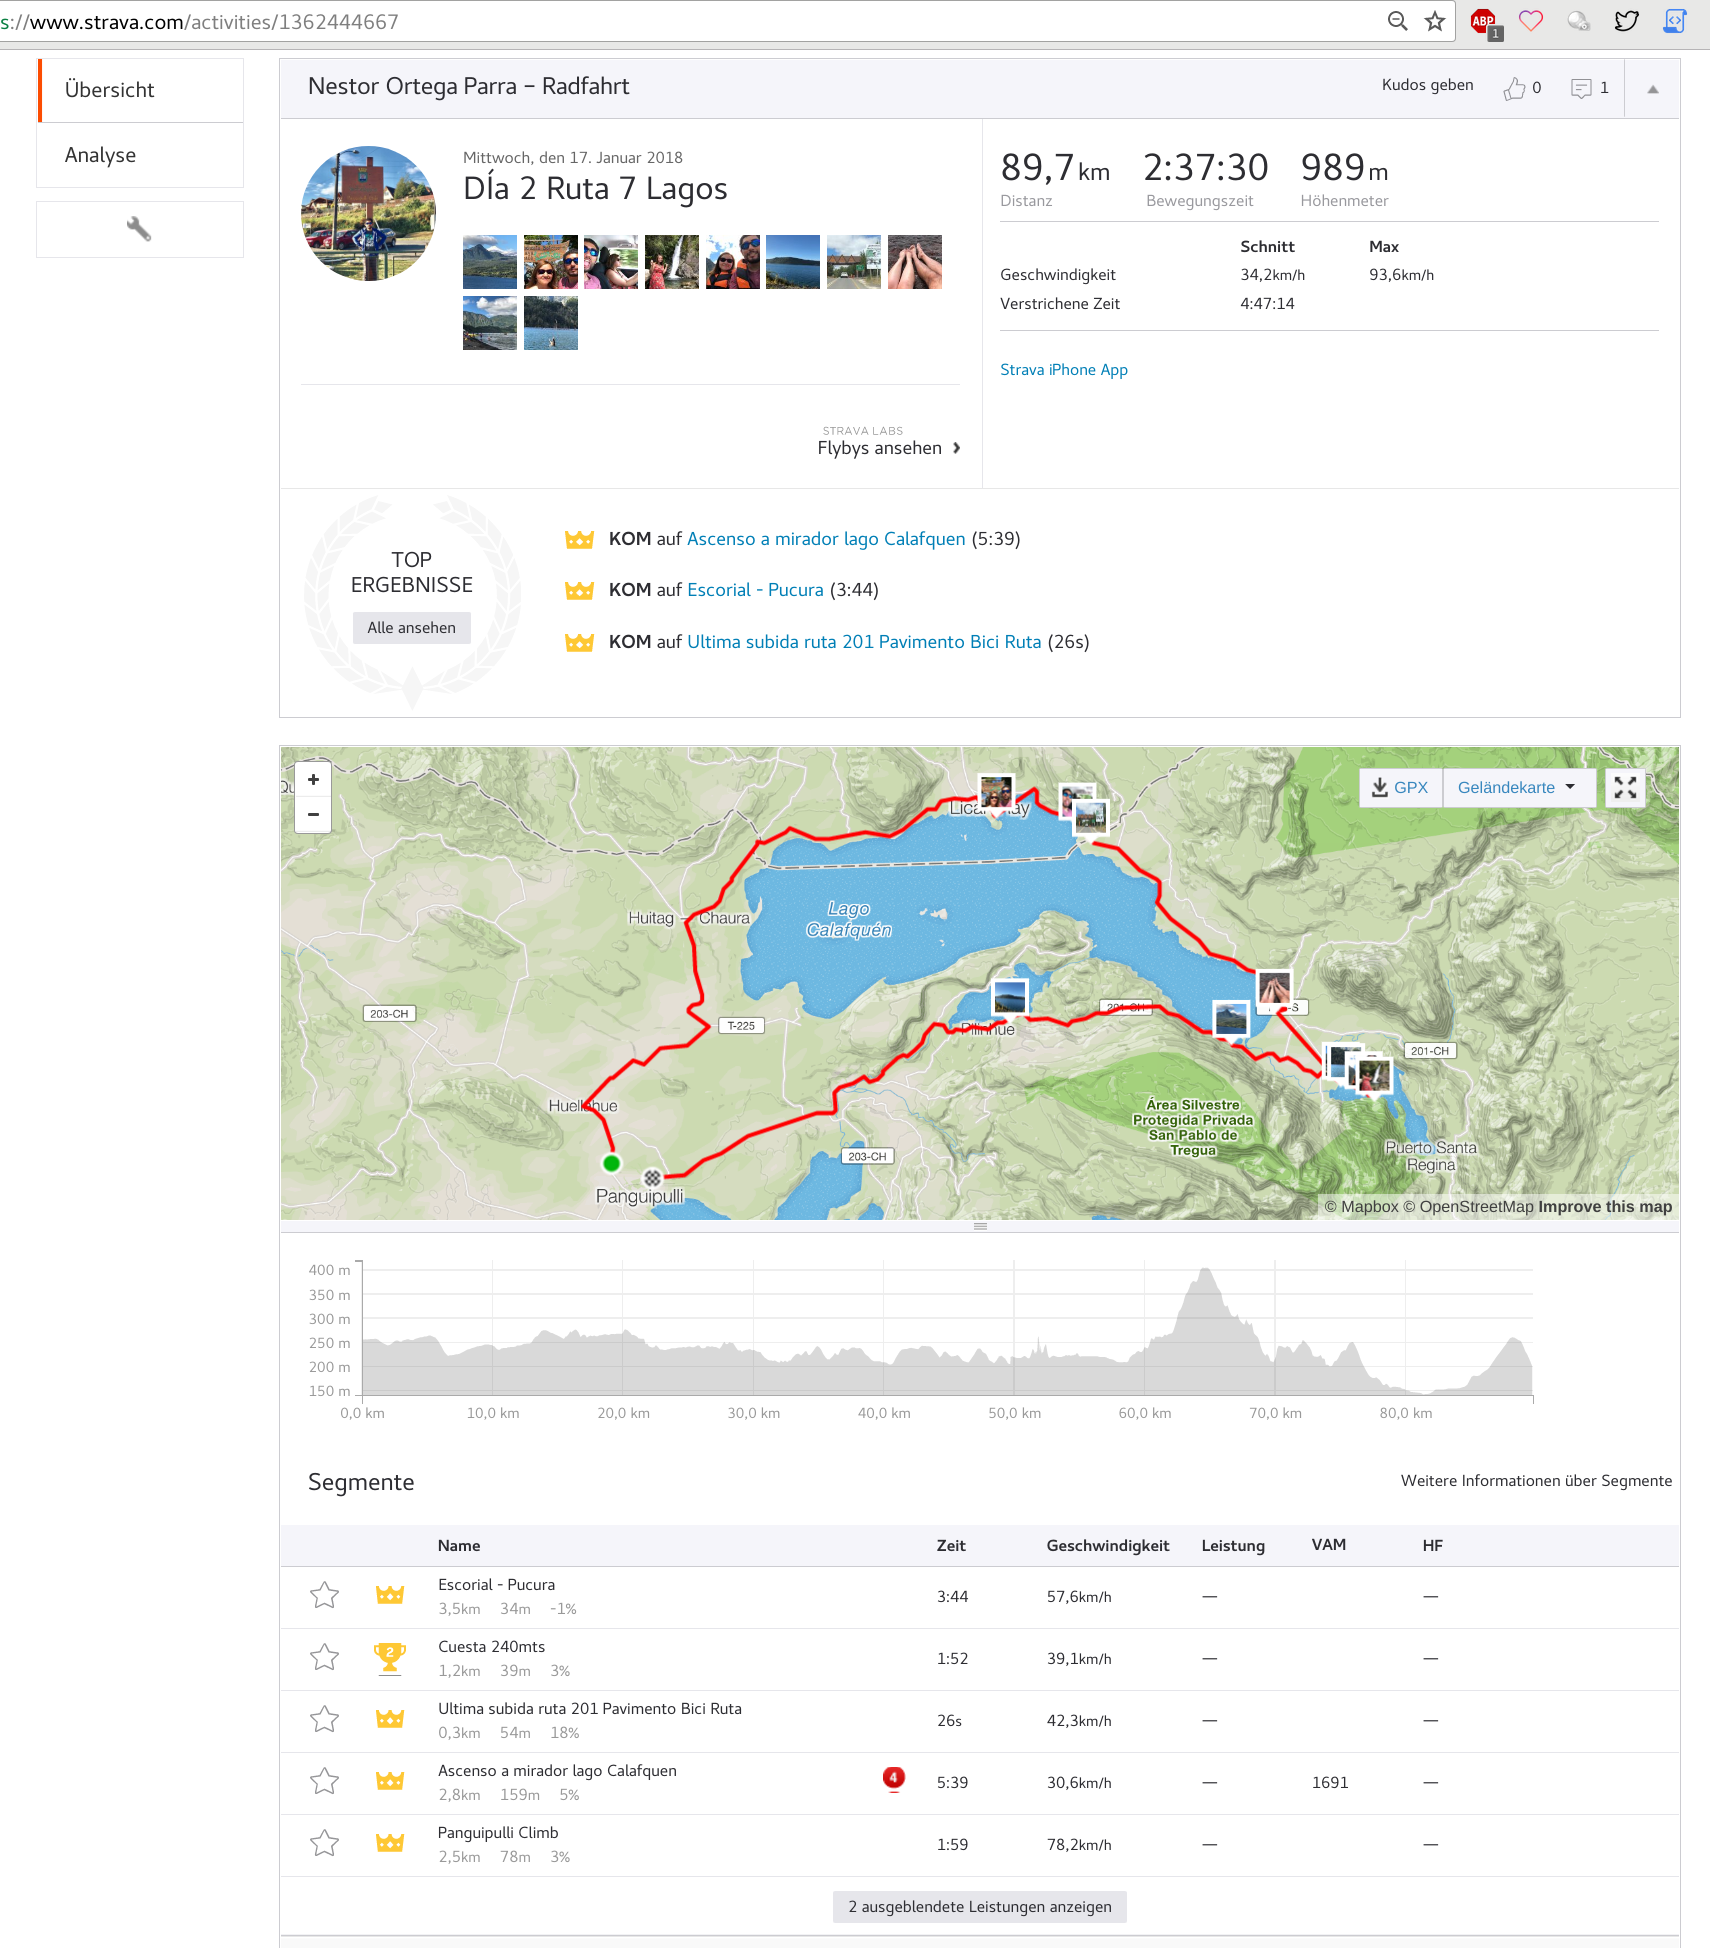 s://www.strava.com/activities/1362444667
ABP
1
Übersicht
Analyse
Nestor Ortega Parra – Radfahrt
Kudos geben
0
1
Mittwoch, den 17. Januar 2018
DÍa 2 Ruta 7 Lagos
STRAVA LABS
Flybys ansehen
89,7 km
2:37:30
989 m
Distanz
Bewegungszeit
Höhenmeter
Schnitt
Max
Geschwindigkeit
34,2km/h
93,6km/h
Verstrichene Zeit
4:47:14
Strava iPhone App
TOP
ERGEBNISSE
Alle ansehen
KOM auf Ascenso a mirador lago Calafquen (5:39)
KOM auf Escorial - Pucura (3:44)
KOM auf Ultima subida ruta 201 Pavimento Bici Ruta (26s)
+
−
GPX
Geländekarte
Huitag
Chaura
Lago
Calafquén
203-CH
T-225
201-CH
201-CH
Huellahue
Área Silvestre
Protegida Privada
San Pablo de
Tregua
203-CH
Puerto Santa
Regina
Panguipulli
© Mapbox © OpenStreetMap Improve this map
400 m
350 m
300 m
250 m
200 m
150 m
0,0 km
10,0 km
20,0 km
30,0 km
40,0 km
50,0 km
60,0 km
70,0 km
80,0 km
Segmente
Weitere Informationen über Segmente
Name
Zeit
Geschwindigkeit
Leistung
VAM
HF
Escorial - Pucura
3,5km 34m -1%
3:44
57,6km/h
—
—
2
Cuesta 240mts
1,2km 39m 3%
1:52
39,1km/h
—
—
Ultima subida ruta 201 Pavimento Bici Ruta
0,3km 54m 18%
26s
42,3km/h
—
—
Ascenso a mirador lago Calafquen
2,8km 159m 5%
4
5:39
30,6km/h
—
1691
—
Panguipulli Climb
2,5km 78m 3%
1:59
78,2km/h
—
—
2 ausgeblendete Leistungen anzeigen